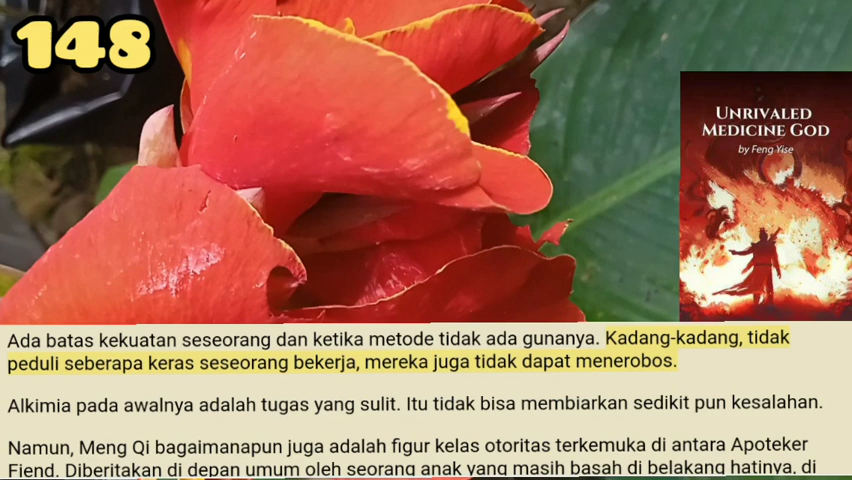 148
UNRIVALED
MEDICINE GOD
by Feng Yise
Ada batas kekuatan seseorang dan ketika metode tidak ada gunanya. Kadang-kadang, tidak
peduli seberapa keras seseorang bekerja, mereka juga tidak dapat menerobos.
Alkimia pada awalnya adalah tugas yang sulit. Itu tidak bisa membiarkan sedikit pun kesalahan.
Namun, Meng Qi bagaimanapun juga adalah figur kelas otoritas terkemuka di antara Apoteker
Fiend. Diberitakan di depan umum oleh seorang anak yang masih basah di belakang hatinya, di